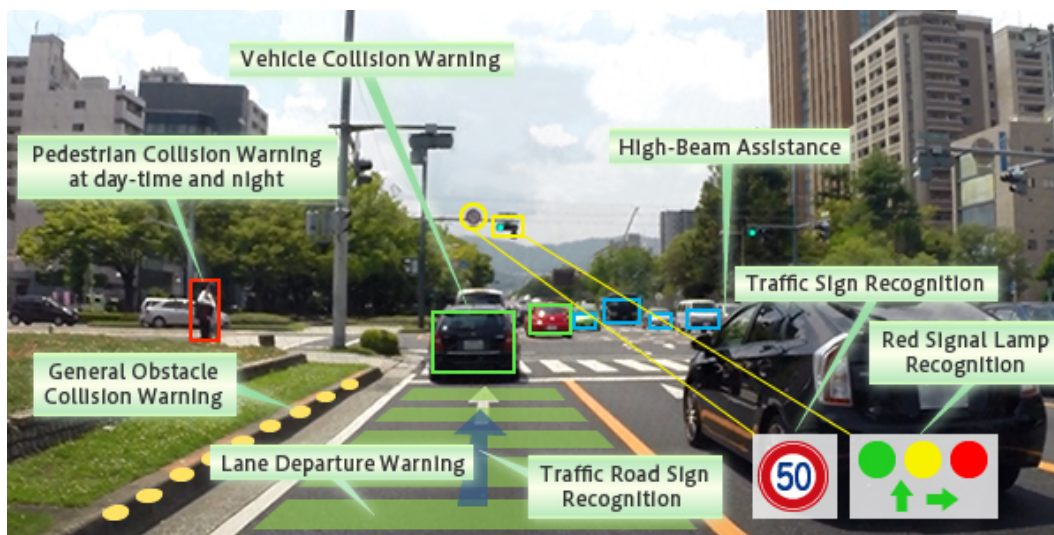 Vehicle Collision Warning
Pedestrian Collision Warning
at day-time and night
High-Beam Assistance
Traffic Sign Recognition
Red Signal Lamp
Recognition
General Obstacle
Collision Warning
Lane Departure Warning
Traffic Road Sign
Recognition
50